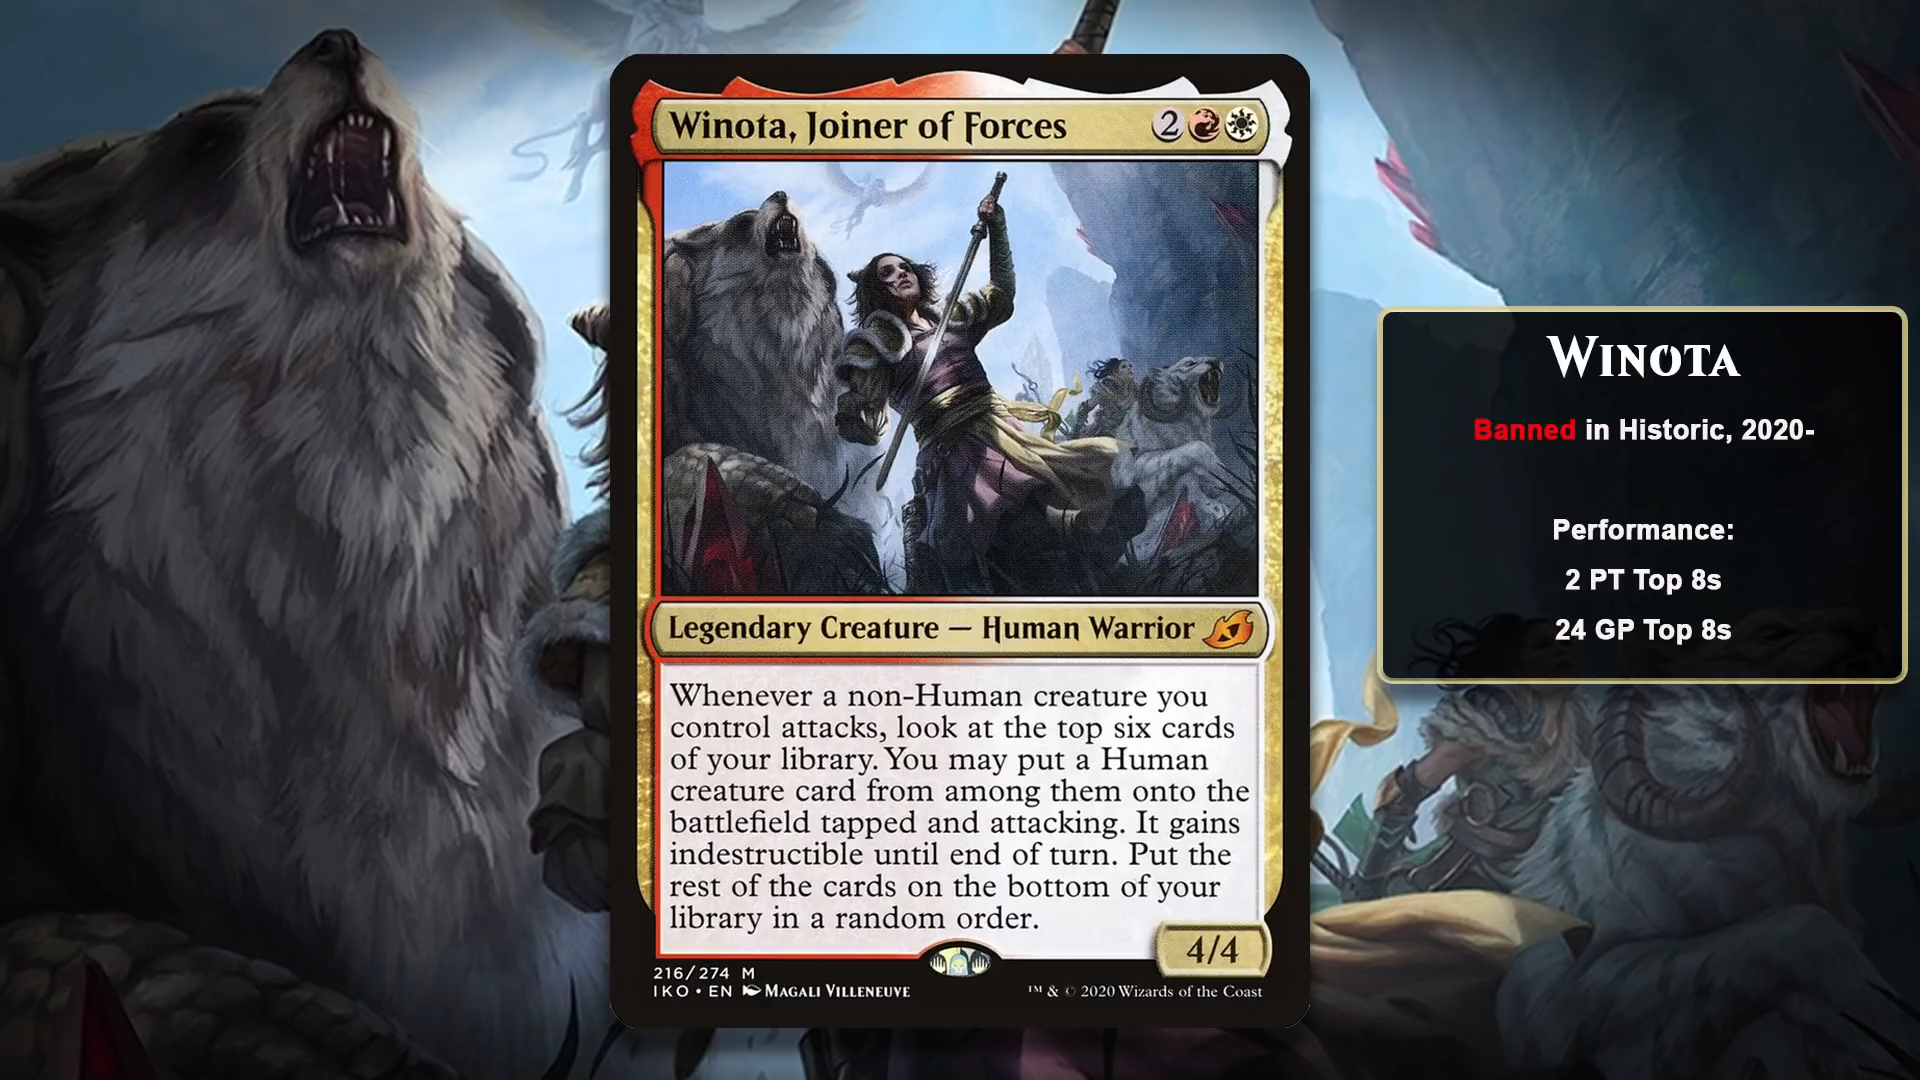 Winota, Joiner of Forces 2
Legendary Creature — Human Warrior
Whenever a non-Human creature you
control attacks, look at the top six cards
of your library. You may put a Human
creature card from among them onto the
battlefield tapped and attacking. It gains
indestructible until end of turn. Put the
rest of the cards on the bottom of your
library in a random order.
4/4
216/274 M
IKO • EN Magali Villeneuve
™ & © 2020 Wizards of the Coast
Winota
Banned in Historic, 2020-
Performance:
2 PT Top 8s
24 GP Top 8s